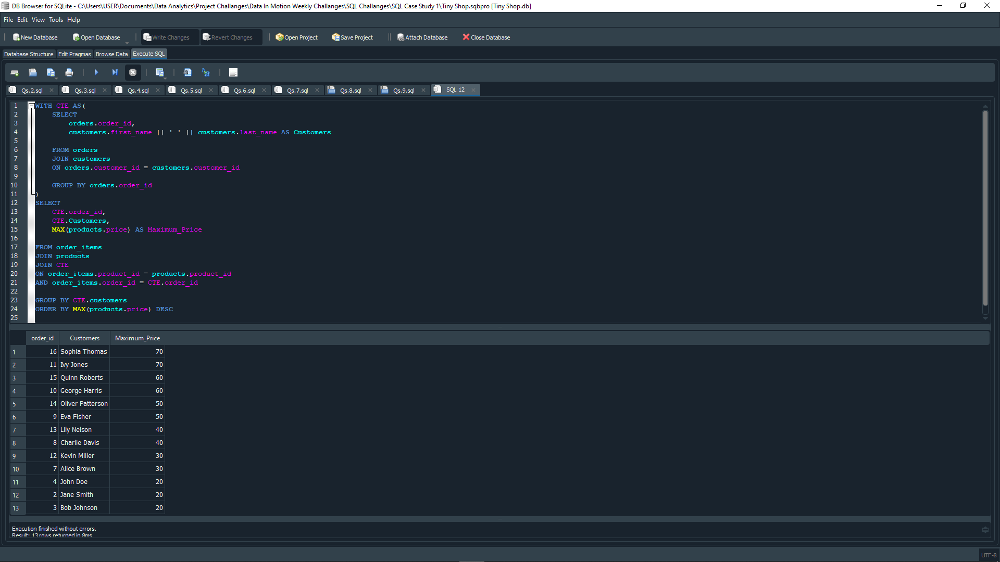 DB Browser for SQLite - C:\Users\USER\Documents\Data Analytics\Project Challanges\Data In Motion Weekly Challanges\SQL Challanges\SQL Case Study 1\Tiny Shop.sqbpro [Tiny Shop.db]
File Edit View Tools Help
New Database Open Database Write Changes Revert Changes Open Project Save Project Attach Database Close Database
Database Structure Edit Pragmas Browse Data Execute SQL
Qs.2.sql Qs.3.sql Qs.4.sql Qs.5.sql Qs.6.sql Qs.7.sql Qs.8.sql Qs.9.sql SQL 12
1 WITH CTE AS(
2 SELECT
3 orders.order_id,
4 customers.first_name || ' ' || customers.last_name AS Customers
5
6 FROM orders
7 JOIN customers
8 ON orders.customer_id = customers.customer_id
9
10 GROUP BY orders.order_id
11 )
12 SELECT
13 CTE.order_id,
14 CTE.Customers,
15 MAX(products.price) AS Maximum_Price
16
17 FROM order_items
18 JOIN products
19 JOIN CTE
20 ON order_items.product_id = products.product_id
21 AND order_items.order_id = CTE.order_id
22
23 GROUP BY CTE.customers
24 ORDER BY MAX(products.price) DESC
25
order_id Customers Maximum_Price
1 16 Sophia Thomas 70
2 11 Ivy Jones 70
3 15 Quinn Roberts 60
4 10 George Harris 60
5 14 Oliver Patterson 50
6 9 Eva Fisher 50
7 13 Lily Nelson 40
8 8 Charlie Davis 40
9 12 Kevin Miller 30
10 7 Alice Brown 30
11 4 John Doe 20
12 2 Jane Smith 20
13 3 Bob Johnson 20
Execution finished without errors.
Result: 13 rows returned in 8ms
UTF-8